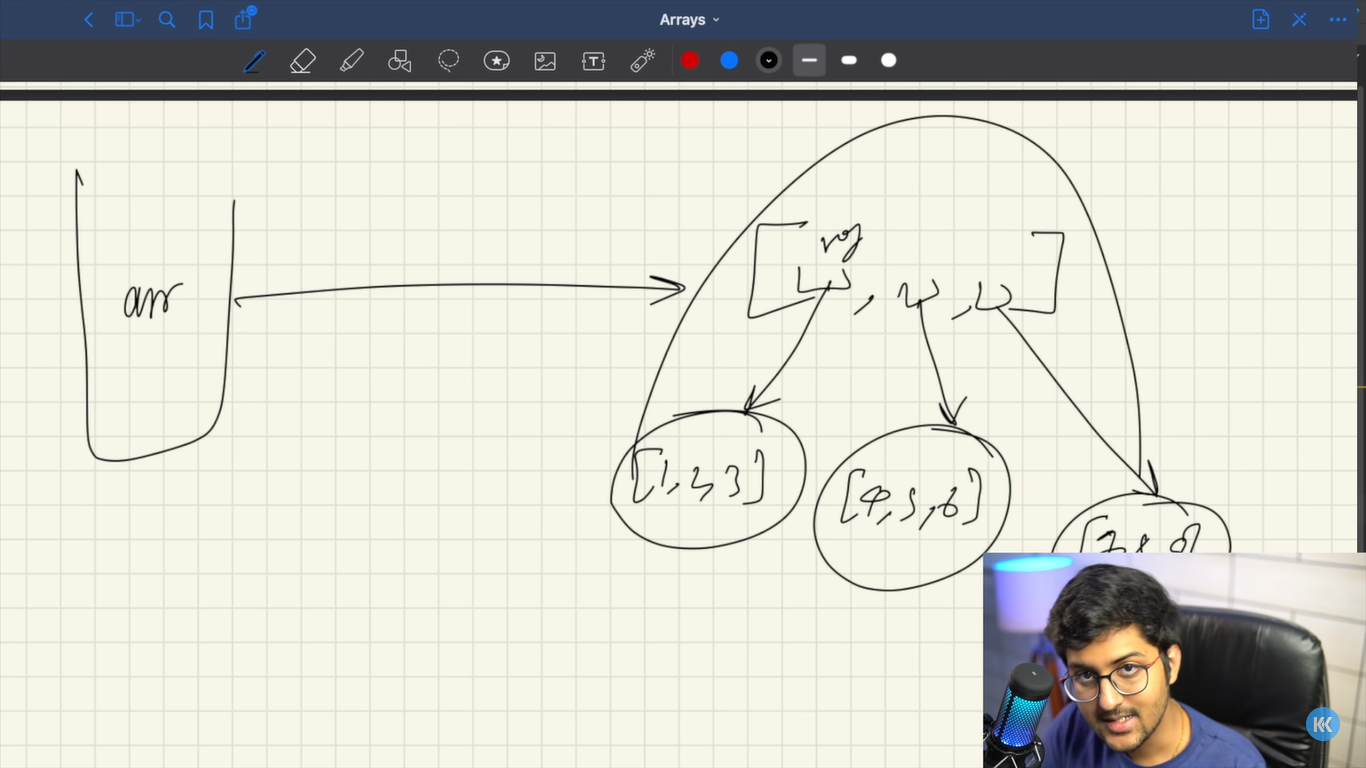 Arrays
arr
[ , , ]
[1, 2, 3]
[4, 5, 6]